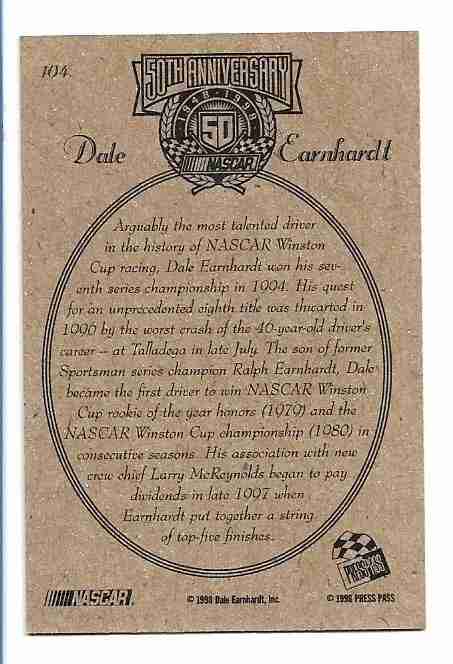 104
50TH ANNIVERSARY
1948-1998
50
NASCAR
Dale Earnhardt
Arguably the most talented driver
in the history of NASCAR Winston
Cup racing, Dale Earnhardt won his sev-
enth series championship in 1994. His quest
for an unprecedented eighth title was thwarted in
1996 by the worst crash of the 40-year-old driver's
career – at Talladega in late July. The son of former
Sportsman series champion Ralph Earnhardt, Dale
became the first driver to win NASCAR Winston
Cup rookie of the year honors (1979) and the
NASCAR Winston Cup championship (1980) in
consecutive seasons. His association with new
crew chief Larry McReynolds began to pay
dividends in late 1997 when
Earnhardt put together a string
of top-five finishes.
PRESS PASS
NASCAR
© 1998 Dale Earnhardt, Inc.
© 1998 PRESS PASS